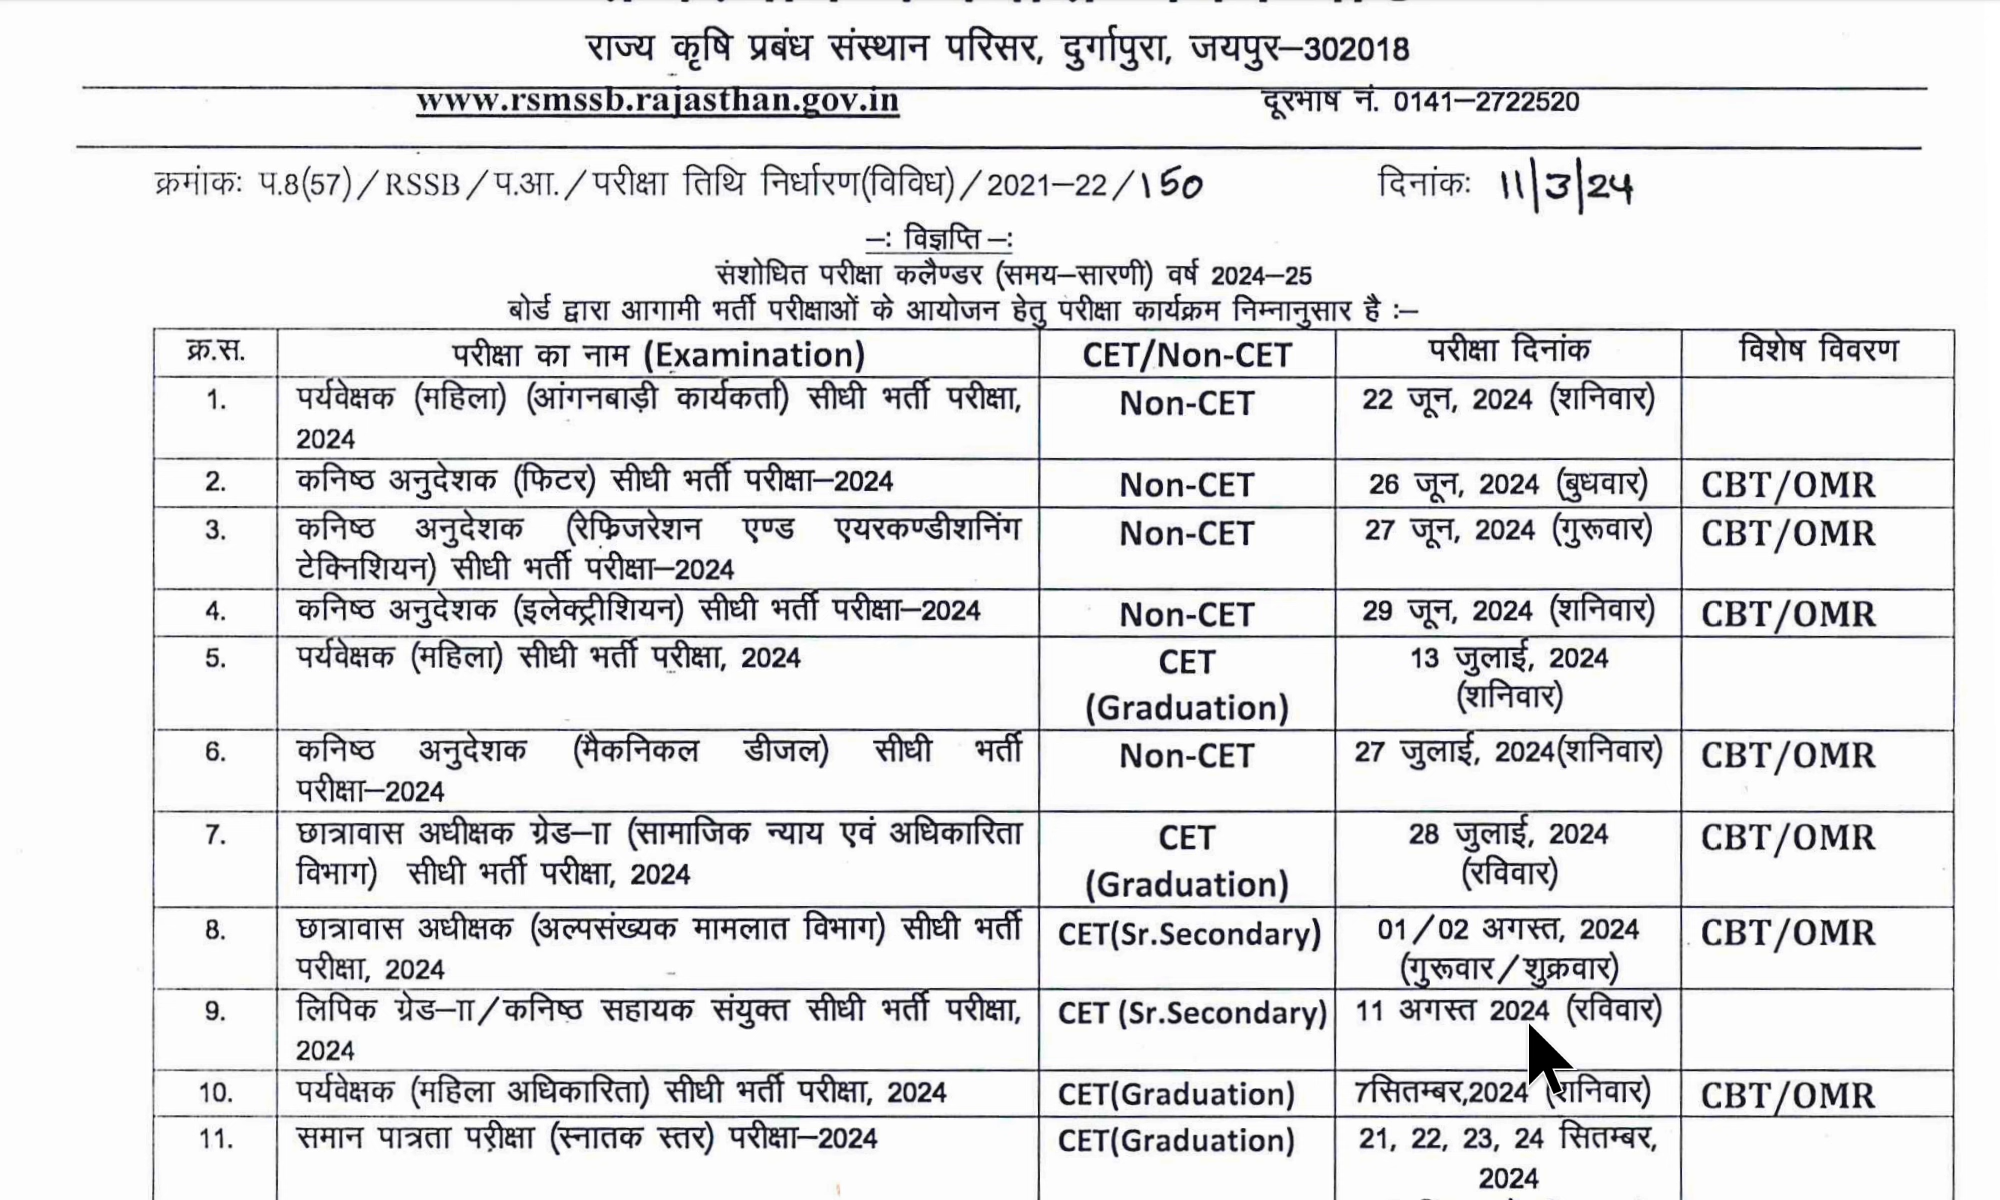 राज्य कृषि प्रबंध संस्थान परिसर, दुर्गापुरा, जयपुर–302018
www.rsmssb.rajasthan.gov.in दूरभाष नं. 0141–2722520
क्रमांकः प.8(57)/RSSB/प.आ./परीक्षा तिथि निर्धारण(विविध)/2021–22/150 दिनांकः 11/3/24
–: विज्ञप्ति –:
संशोधित परीक्षा कलैण्डर (समय–सारणी) वर्ष 2024–25
बोर्ड द्वारा आगामी भर्ती परीक्षाओं के आयोजन हेतु परीक्षा कार्यक्रम निम्नानुसार है :–
क्र.स. परीक्षा का नाम (Examination) CET/Non-CET परीक्षा दिनांक विशेष विवरण
1. पर्यवेक्षक (महिला) (आंगनबाड़ी कार्यकर्ता) सीधी भर्ती परीक्षा, Non-CET 22 जून, 2024 (शनिवार)
2024
2. कनिष्ठ अनुदेशक (फिटर) सीधी भर्ती परीक्षा–2024 Non-CET 26 जून, 2024 (बुधवार) CBT/OMR
3. कनिष्ठ अनुदेशक (रेफ्रिजरेशन एण्ड एयरकण्डीशनिंग Non-CET 27 जून, 2024 (गुरूवार) CBT/OMR
टेक्निशियन) सीधी भर्ती परीक्षा–2024
4. कनिष्ठ अनुदेशक (इलेक्ट्रीशियन) सीधी भर्ती परीक्षा–2024 Non-CET 29 जून, 2024 (शनिवार) CBT/OMR
5. पर्यवेक्षक (महिला) सीधी भर्ती परीक्षा, 2024 CET 13 जुलाई, 2024
(Graduation) (शनिवार)
6. कनिष्ठ अनुदेशक (मैकनिकल डीजल) सीधी भर्ती Non-CET 27 जुलाई, 2024(शनिवार) CBT/OMR
परीक्षा–2024
7. छात्रावास अधीक्षक ग्रेड–II (सामाजिक न्याय एवं अधिकारिता CET 28 जुलाई, 2024 CBT/OMR
विभाग) सीधी भर्ती परीक्षा, 2024 (Graduation) (रविवार)
8. छात्रावास अधीक्षक (अल्पसंख्यक मामलात विभाग) सीधी भर्ती CET(Sr.Secondary) 01/02 अगस्त, 2024 CBT/OMR
परीक्षा, 2024 (गुरूवार/शुक्रवार)
9. लिपिक ग्रेड–II/कनिष्ठ सहायक संयुक्त सीधी भर्ती परीक्षा, CET (Sr.Secondary) 11 अगस्त 2024 (रविवार)
2024
10. पर्यवेक्षक (महिला अधिकारिता) सीधी भर्ती परीक्षा, 2024 CET(Graduation) 7सितम्बर,2024 (शनिवार) CBT/OMR
11. समान पात्रता परीक्षा (स्नातक स्तर) परीक्षा–2024 CET(Graduation) 21, 22, 23, 24 सितम्बर,
2024